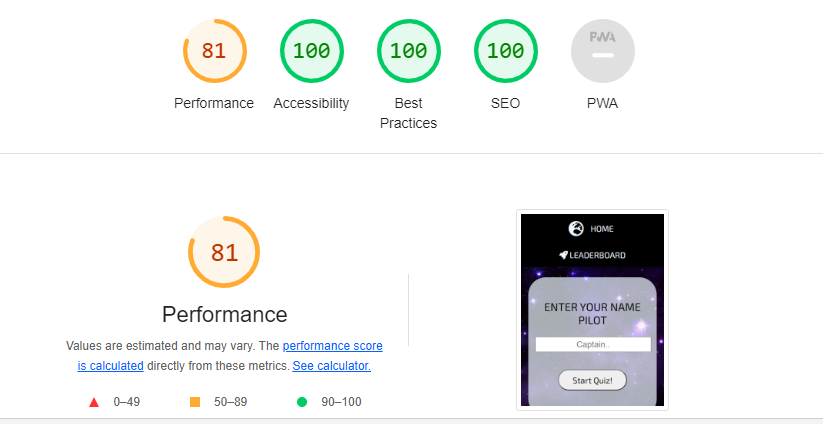 81
100
100
100
PWA
Performance
Accessibility
Best
Practices
SEO
PWA
81
Performance
Values are estimated and may vary. The performance score
is calculated directly from these metrics. See calculator.
0–49
50–89
90–100
HOME
LEADERBOARD
ENTER YOUR NAME
PILOT
Captain..
Start Quiz!